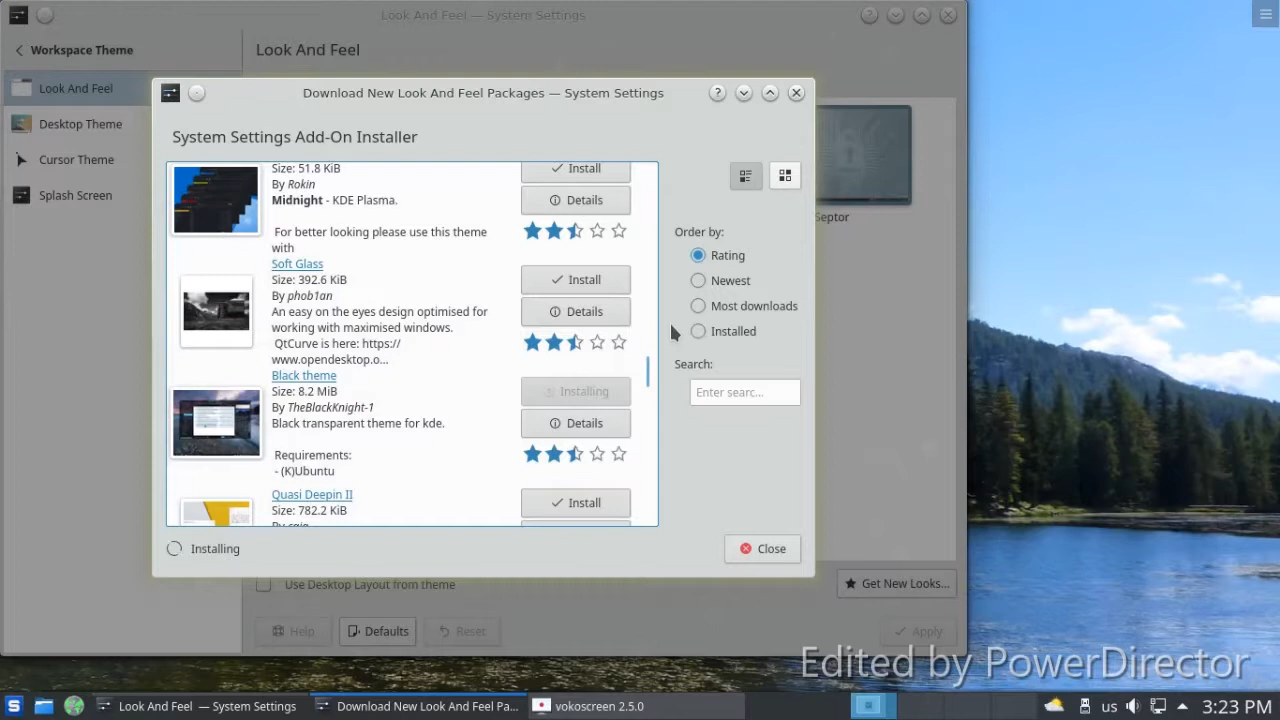 Look And Feel — System Settings
Workspace Theme
Look And Feel
Look And Feel
Desktop Theme
Cursor Theme
Splash Screen
Download New Look And Feel Packages — System Settings
System Settings Add-On Installer
Size: 51.8 KiB
By Rokin
Midnight - KDE Plasma.
For better looking please use this theme
with
Install
Details
Soft Glass
Size: 392.6 KiB
By phob1an
An easy on the eyes design optimised for
working with maximised windows.
QtCurve is here: https://
www.opendesktop.o...
Install
Details
Black theme
Size: 8.2 MiB
By TheBlackKnight-1
Black transparent theme for kde.
Requirements:
- (K)Ubuntu
Installing
Details
Quasi Deepin II
Size: 782.2 KiB
Install
Order by:
Rating
Newest
Most downloads
Installed
Search:
Enter searc...
Septor
Installing
Close
Use Desktop Layout from theme
Get New Looks...
Help
Defaults
Reset
Apply
Edited by PowerDirector
Look And Feel — System Settings
Download New Look And Feel Pa...
vokoscreen 2.5.0
us
3:23 PM